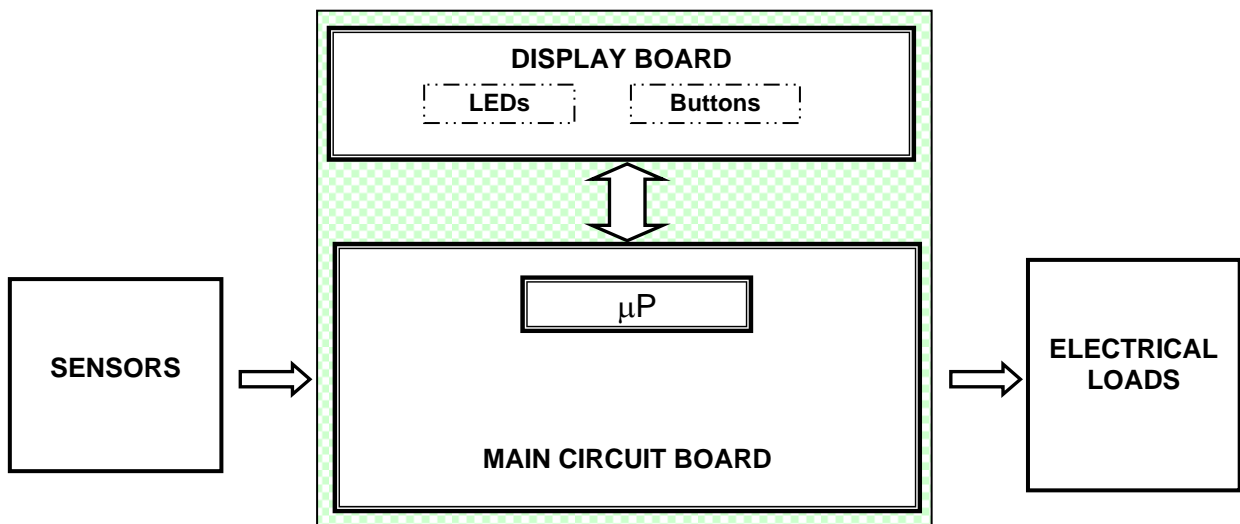 DISPLAY BOARD
LEDs
Buttons
μP
SENSORS
ELECTRICAL
LOADS
MAIN CIRCUIT BOARD